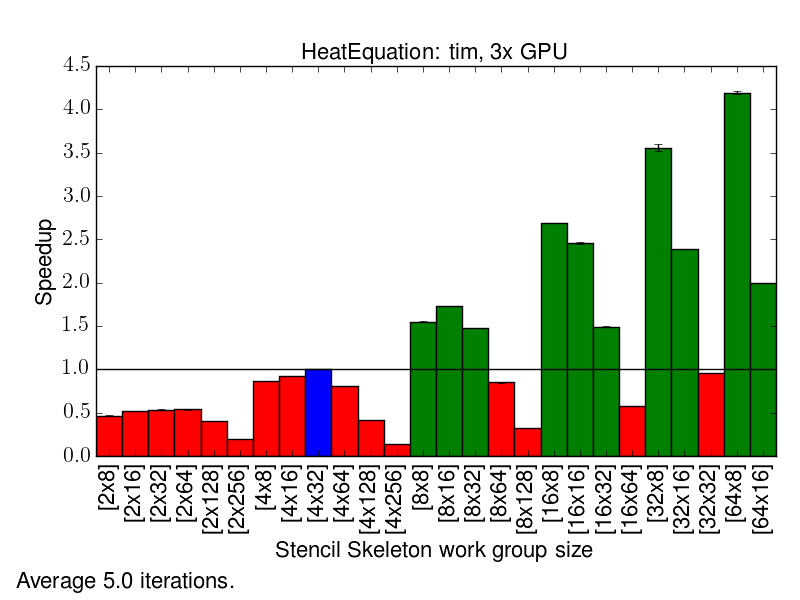 HeatEquation: tim, 3x GPU
4.5
4.0
3.5
3.0
2.5
2.0
1.5
1.0
0.5
0.0
Speedup
[2x8]
[2x16]
[2x32]
[2x64]
[2x128]
[2x256]
[4x8]
[4x16]
[4x32]
[4x64]
[4x128]
[4x256]
[8x8]
[8x16]
[8x32]
[8x64]
[8x128]
[16x8]
[16x16]
[16x32]
[16x64]
[32x8]
[32x16]
[32x32]
[64x8]
[64x16]
Stencil Skeleton work group size
Average 5.0 iterations.